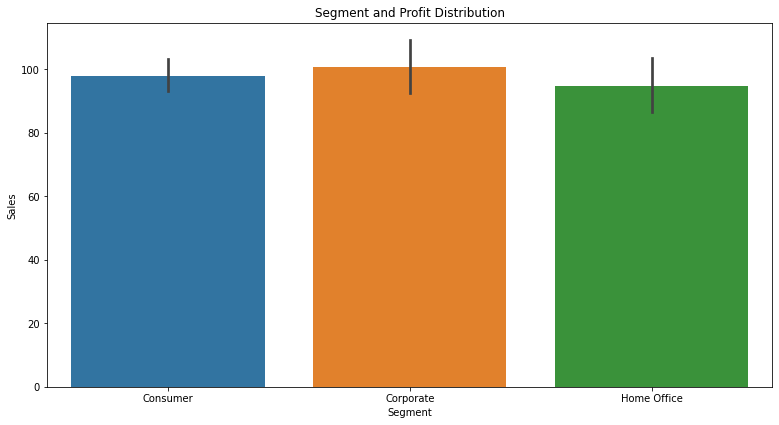 Segment and Profit Distribution
Sales
100
80
60
40
20
0
Consumer
Corporate
Home Office
Segment